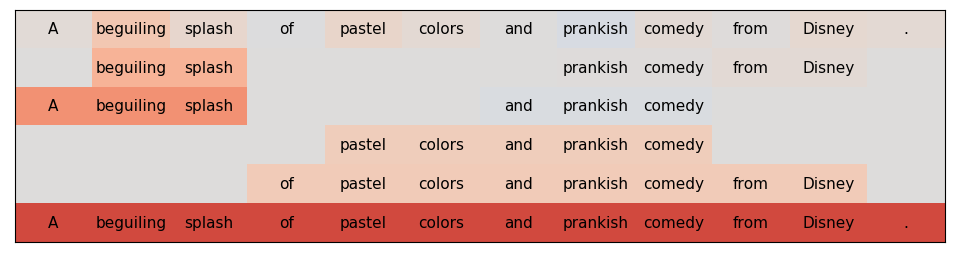 A beguiling splash of pastel colors and prankish comedy from Disney .
beguiling splash prankish comedy from Disney
A beguiling splash and prankish comedy
pastel colors and prankish comedy
of pastel colors and prankish comedy from Disney
A beguiling splash of pastel colors and prankish comedy from Disney .